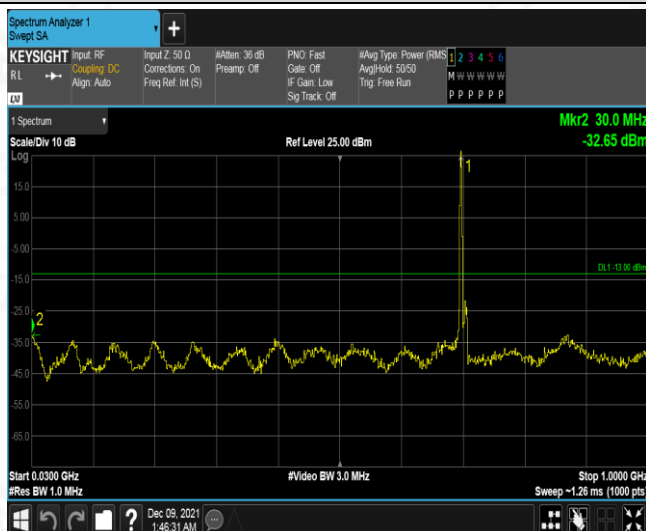 Spectrum Analyzer 1
Swept SA
+
KEYSIGHT
RL
LXI
Input: RF
Coupling: DC
Align: Auto
Input Z: 50 Ω
Corrections: On
Freq Ref: Int (S)
#Atten: 36 dB
Preamp: Off
PNO: Fast
Gate: Off
IF Gain: Low
Sig Track: Off
#Avg Type: Power (RMS
Avg|Hold: 50/50
Trig: Free Run
1 2 3 4 5 6
M W W W W W
P P P P P P
1 Spectrum
Scale/Div 10 dB
Ref Level 25.00 dBm
Mkr2 30.0 MHz
-32.65 dBm
Log
1
15.0
5.00
-5.00
DL1 -13.00 dBm
-15.0
-25.0
2
-35.0
-45.0
-55.0
-65.0
Start 0.0300 GHz
#Video BW 3.0 MHz
Stop 1.0000 GHz
#Res BW 1.0 MHz
Sweep ~1.26 ms (1000 pts)
?
Dec 09, 2021
1:46:31 AM